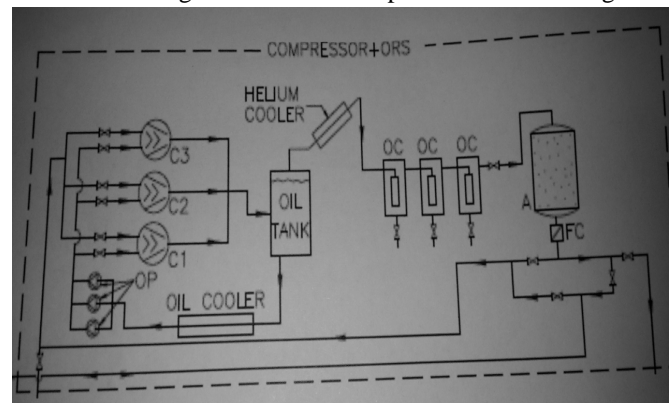 COMPRESSOR+ORS
HELIUM
COOLER
OC OC OC
C3
C2
C1
OIL
TANK
A
FC
OP
OIL COOLER